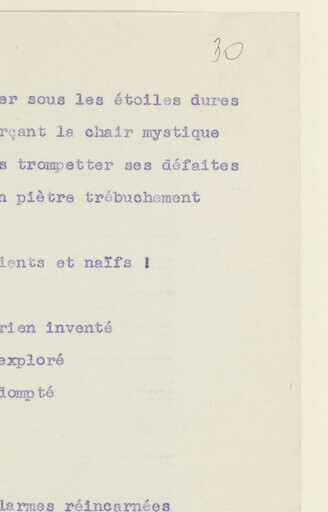 30
er sous les étoiles dures
rçant la chair mystique
s trompetter ses défaites
n piètre trébuchement
ients et naïfs !
rien inventé
exploré
dompté
larmes réincarnées